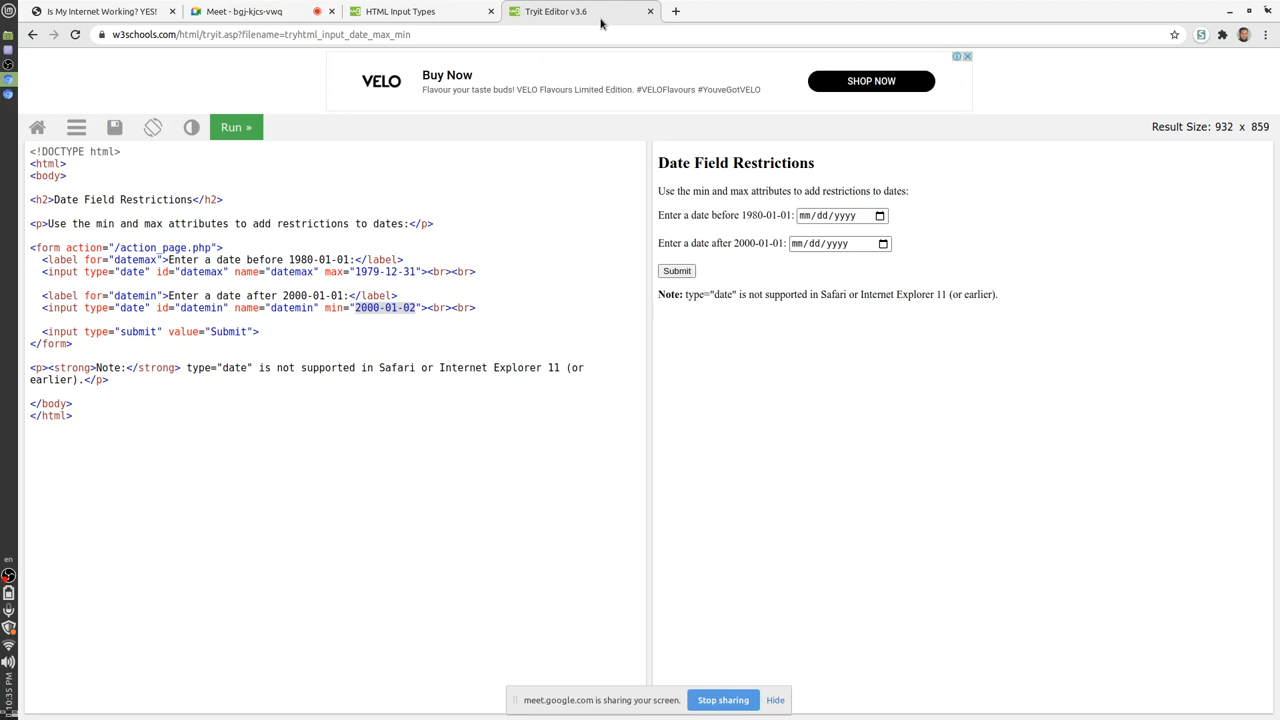 Is My Internet Working? YES!
Meet - bgj-kjcs-vwq
HTML Input Types
Tryit Editor v3.6
w3schools.com/html/tryit.asp?filename=tryhtml_input_date_max_min
VELO
Buy Now
Flavour your taste buds! VELO Flavours Limited Edition. #VELOFlavours #YouveGotVELO
SHOP NOW
Run »
Result Size: 932 x 859
<!DOCTYPE html>
<html>
<body>
<h2>Date Field Restrictions</h2>
<p>Use the min and max attributes to add restrictions to dates:</p>
<form action="/action_page.php">
<label for="datemax">Enter a date before 1980-01-01:</label>
<input type="date" id="datemax" name="datemax" max="1979-12-31"><br><br>
<label for="datemin">Enter a date after 2000-01-01:</label>
<input type="date" id="datemin" name="datemin" min="2000-01-02"><br><br>
<input type="submit" value="Submit">
</form>
<p><strong>Note:</strong> type="date" is not supported in Safari or Internet Explorer 11 (or
earlier).</p>
</body>
</html>
Date Field Restrictions
Use the min and max attributes to add restrictions to dates:
Enter a date before 1980-01-01: mm/dd/yyyy
Enter a date after 2000-01-01: mm/dd/yyyy
Submit
Note: type="date" is not supported in Safari or Internet Explorer 11 (or earlier).
en
10:35 PM
meet.google.com is sharing your screen.
Stop sharing
Hide